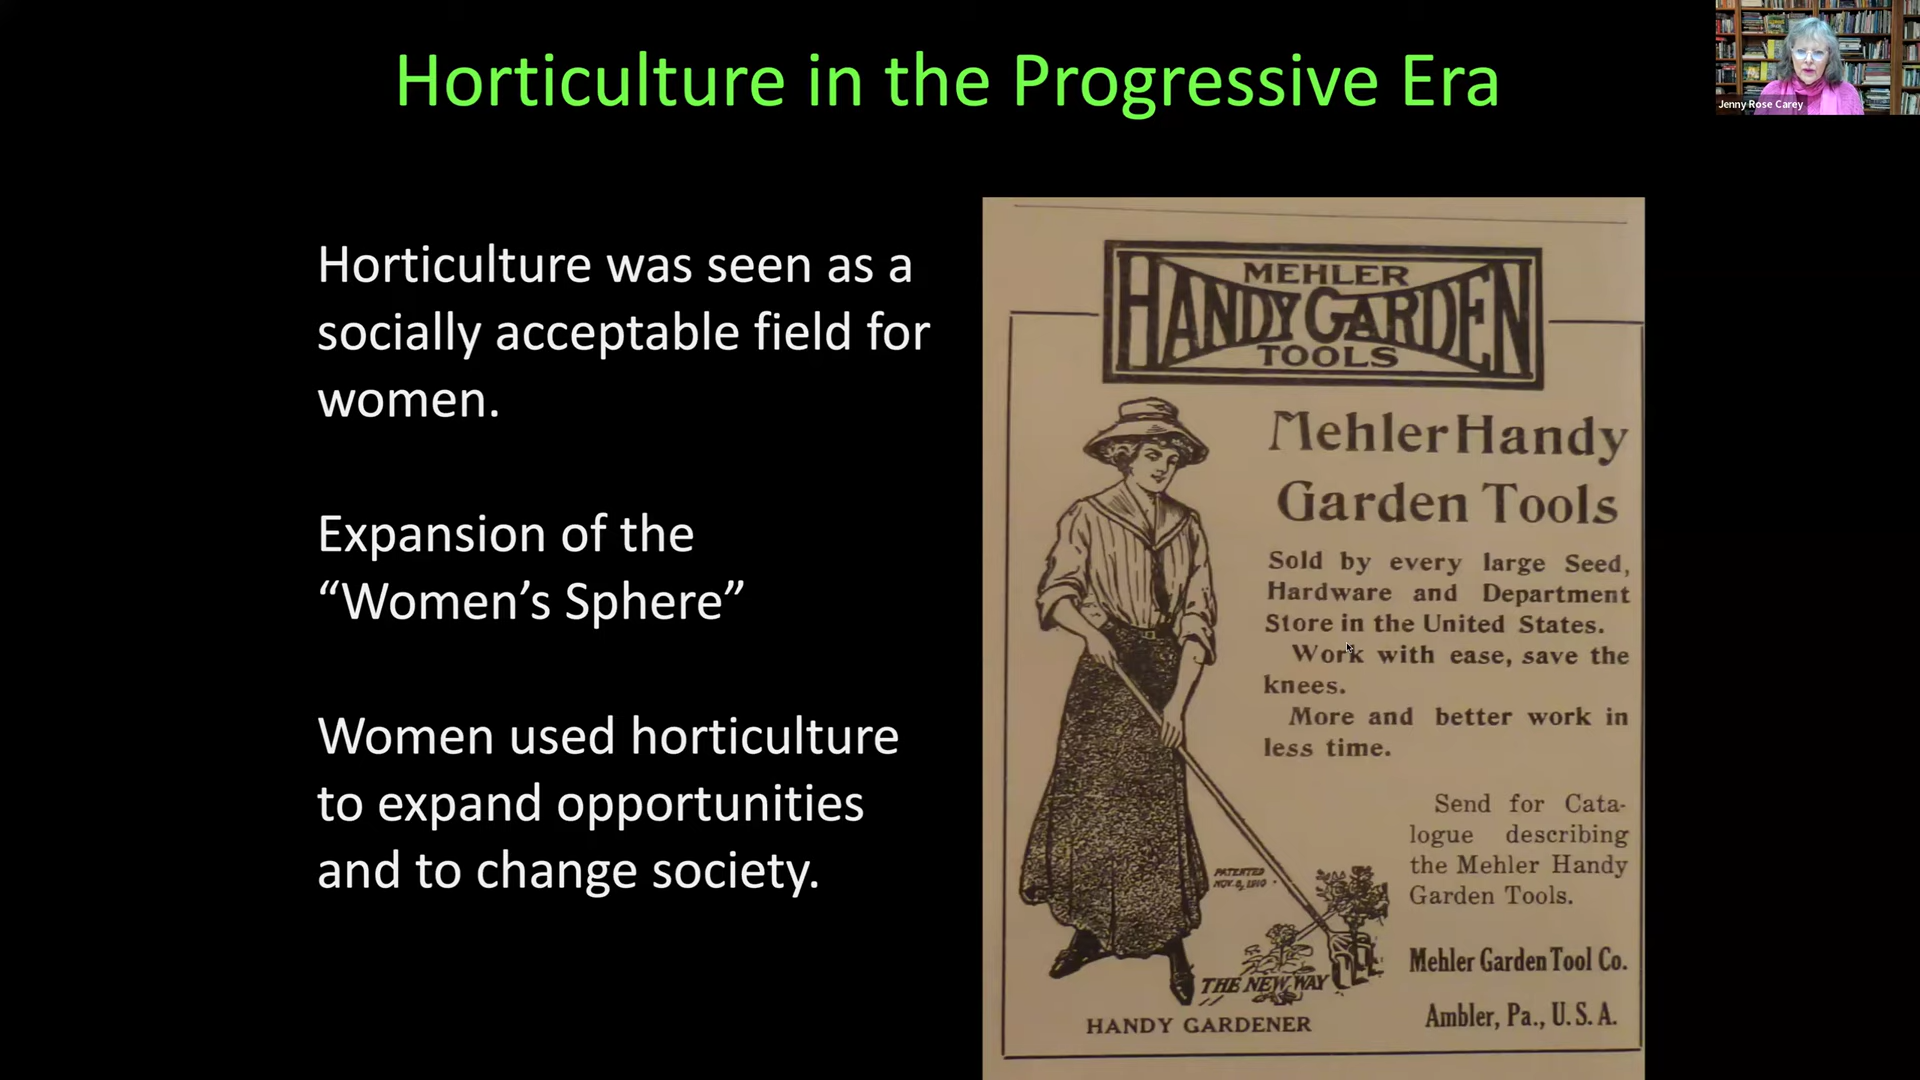 Horticulture in the Progressive Era
Jenny Rose Carey
Horticulture was seen as a
socially acceptable field for
women.
Expansion of the
“Women’s Sphere”
Women used horticulture
to expand opportunities
and to change society.
MEHLER
HANDY GARDEN
TOOLS
Mehler Handy
Garden Tools
Sold by every large Seed,
Hardware and Department
Store in the United States.
Work with ease, save the
knees.
More and better work in
less time.
Send for Cata-
logue describing
the Mehler Handy
Garden Tools.
Mehler Garden Tool Co.
Ambler, Pa., U. S. A.
PATENTED
NOV. 8, 1910
THE NEW WAY
HANDY GARDENER